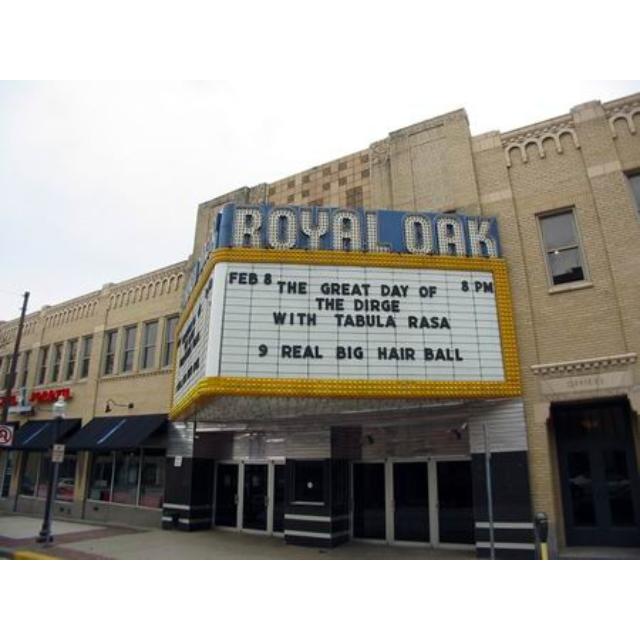 ROYAL OAK
FEB 8 THE GREAT DAY OF 8 PM
THE DIRGE
WITH TABULA RASA
9 REAL BIG HAIR BALL